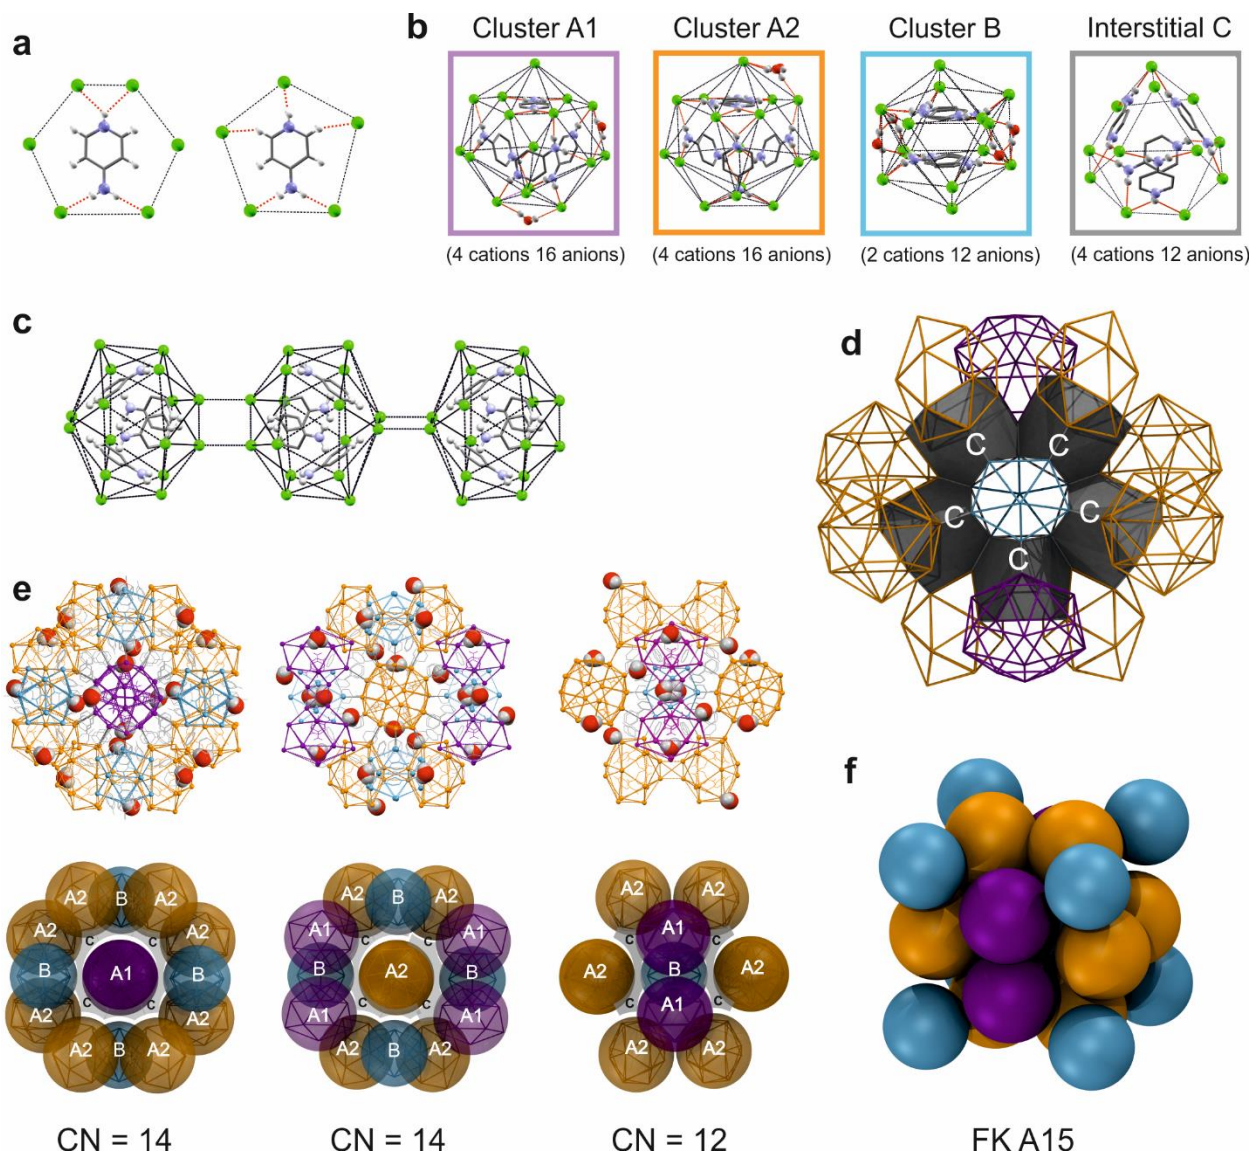 a
b
Cluster A1
Cluster A2
Cluster B
Interstitial C
(4 cations 16 anions)
(4 cations 16 anions)
(2 cations 12 anions)
(4 cations 12 anions)
c
d
C
C
C
C
C
e
f
A2
B
A2
A2
C
C
A2
B
A1
B
A2
C
C
A2
A2
B
A2
A2
B
A2
A1
C
C
A1
B
A2
B
A1
C
C
A1
A2
B
A2
A2
A2
C
A1
C
A2
B
A2
C
A1
C
A2
A2
CN = 14
CN = 14
CN = 12
FK A15